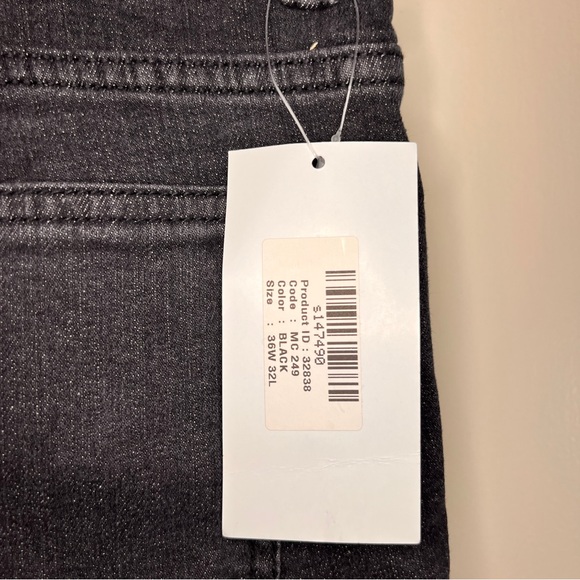 s147490
Product ID : 32838
Code : MC 249
Color : BLACK
Size : 36W 32L